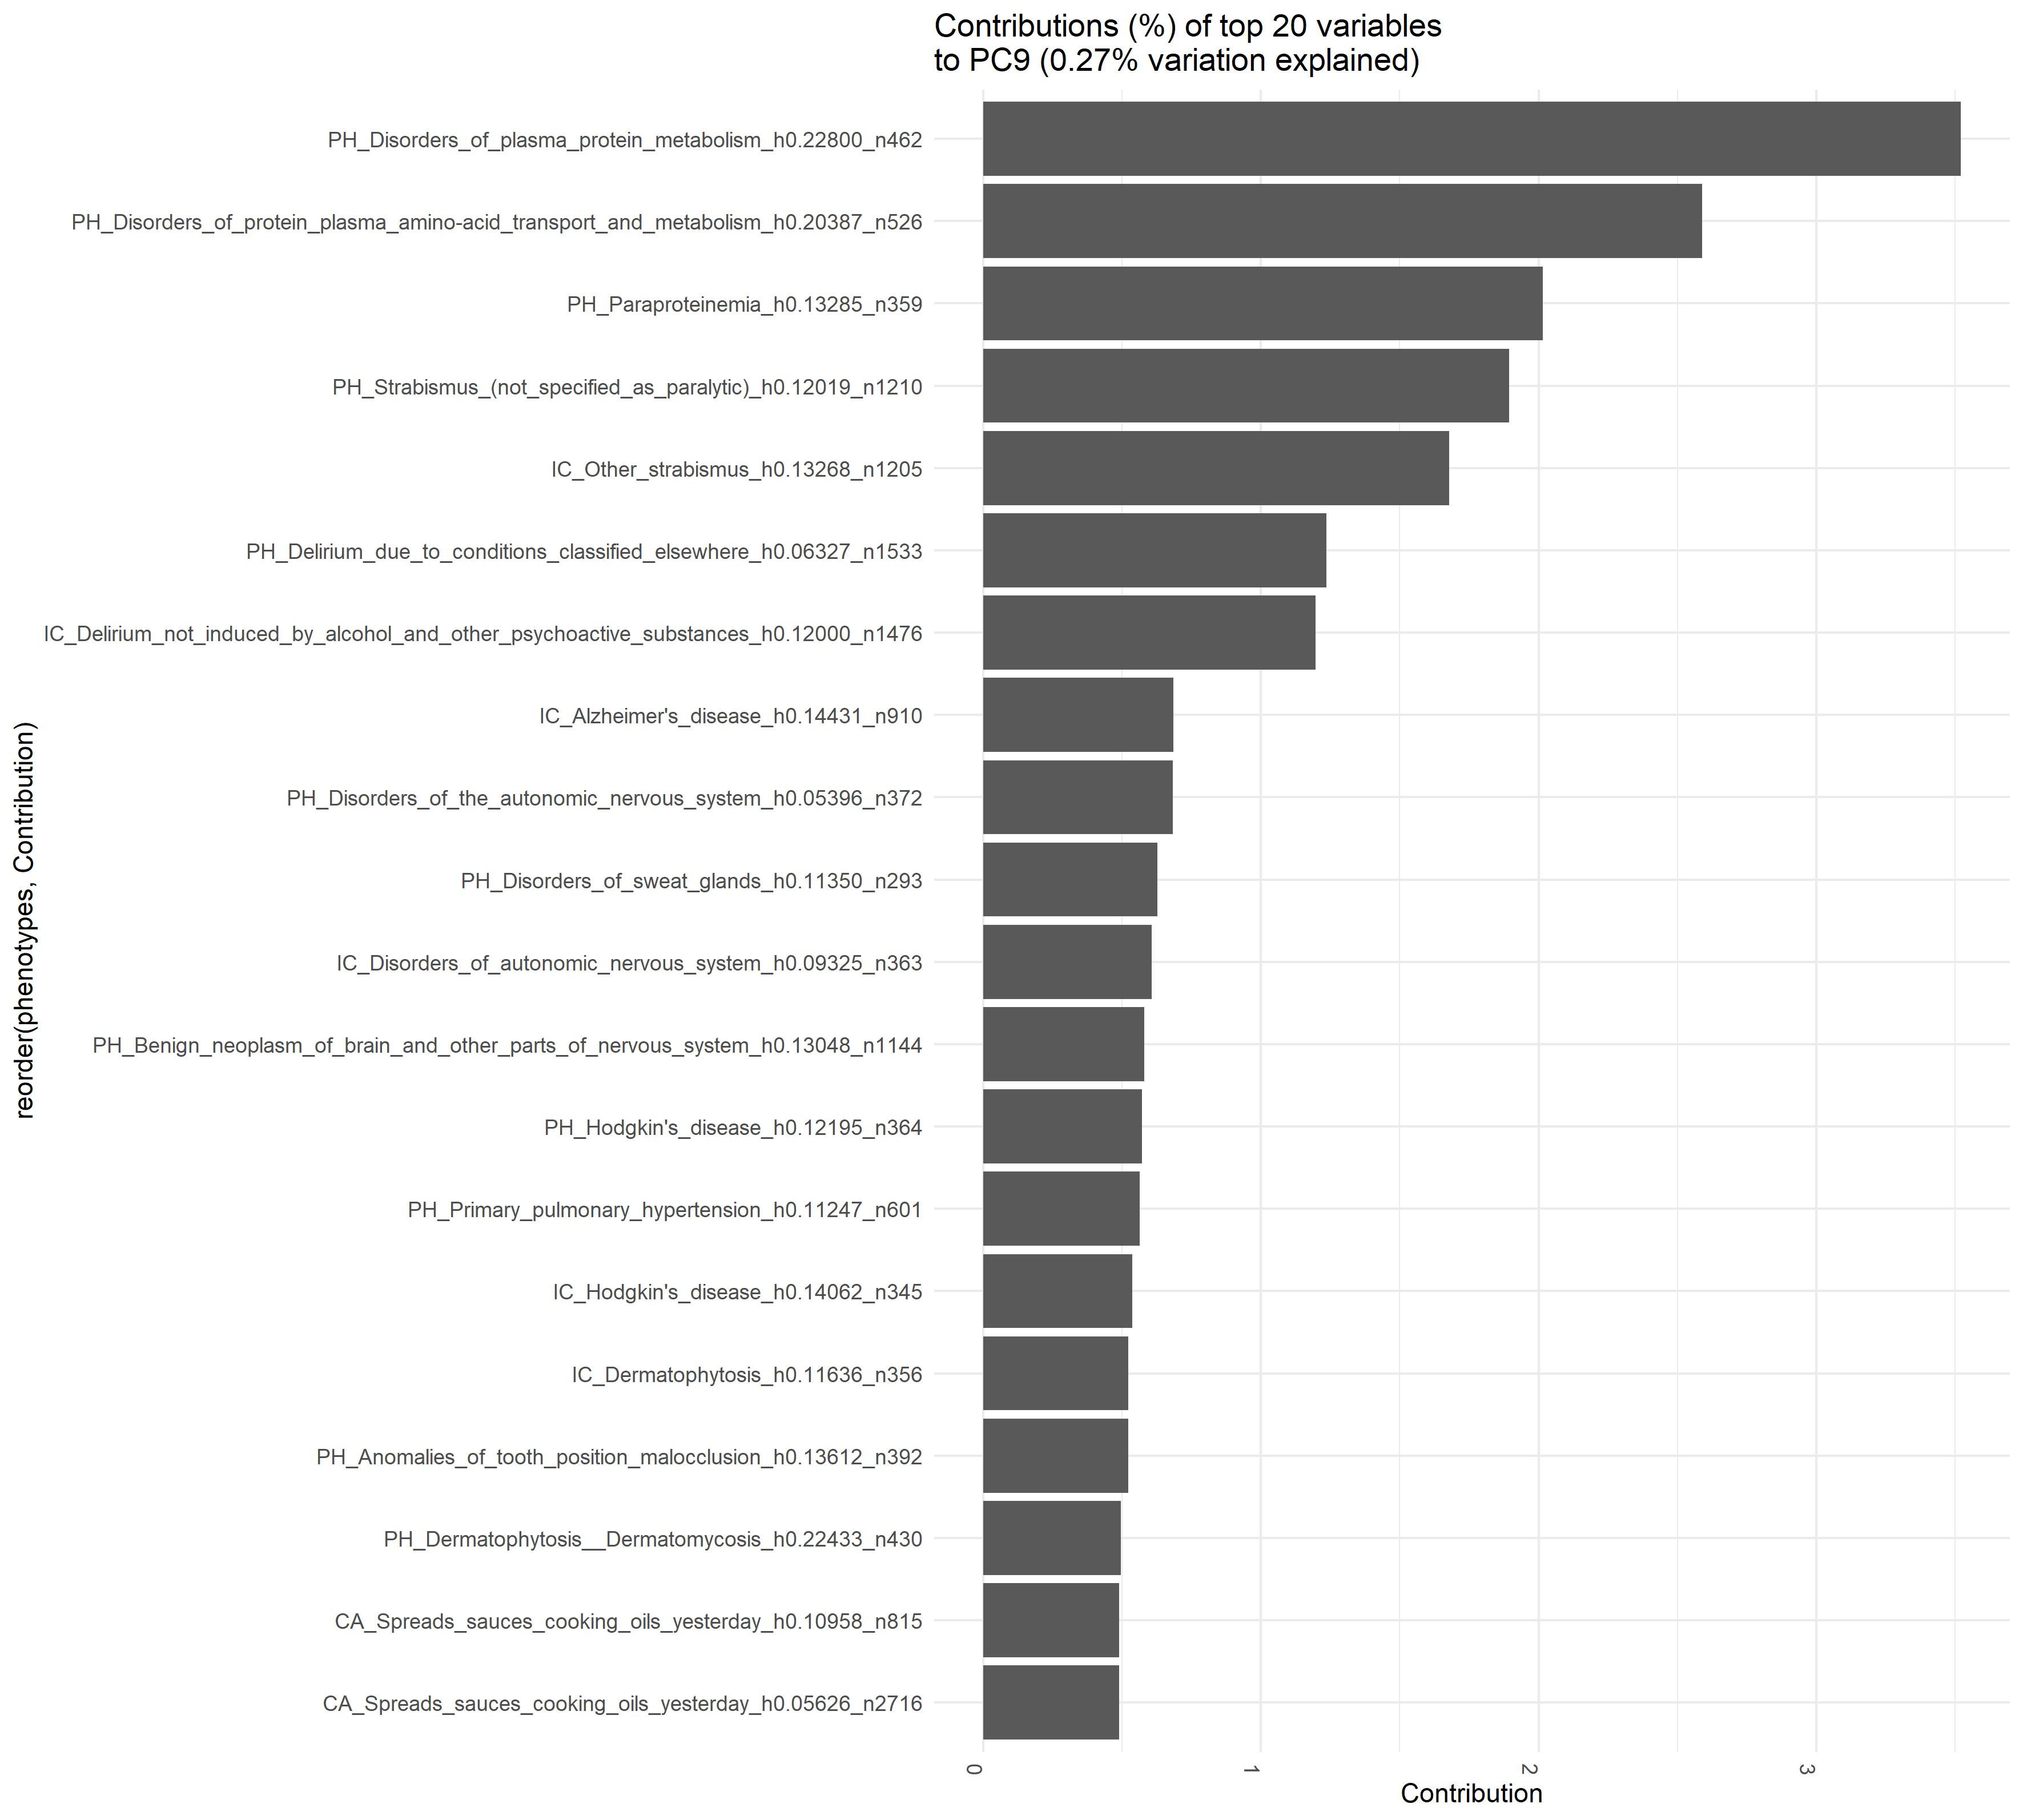 Contributions (%) of top 20 variables
to PC9 (0.27% variation explained)
PH_Disorders_of_plasma_protein_metabolism_h0.22800_n462
PH_Disorders_of_protein_plasma_amino-acid_transport_and_metabolism_h0.20387_n526
PH_Paraproteinemia_h0.13285_n359
PH_Strabismus_(not_specified_as_paralytic)_h0.12019_n1210
IC_Other_strabismus_h0.13268_n1205
PH_Delirium_due_to_conditions_classified_elsewhere_h0.06327_n1533
IC_Delirium_not_induced_by_alcohol_and_other_psychoactive_substances_h0.12000_n1476
IC_Alzheimer's_disease_h0.14431_n910
PH_Disorders_of_the_autonomic_nervous_system_h0.05396_n372
PH_Disorders_of_sweat_glands_h0.11350_n293
IC_Disorders_of_autonomic_nervous_system_h0.09325_n363
PH_Benign_neoplasm_of_brain_and_other_parts_of_nervous_system_h0.13048_n1144
PH_Hodgkin's_disease_h0.12195_n364
PH_Primary_pulmonary_hypertension_h0.11247_n601
IC_Hodgkin's_disease_h0.14062_n345
IC_Dermatophytosis_h0.11636_n356
PH_Anomalies_of_tooth_position_malocclusion_h0.13612_n392
PH_Dermatophytosis__Dermatomycosis_h0.22433_n430
CA_Spreads_sauces_cooking_oils_yesterday_h0.10958_n815
CA_Spreads_sauces_cooking_oils_yesterday_h0.05626_n2716
reorder(phenotypes, Contribution)
0 1 2 3
Contribution